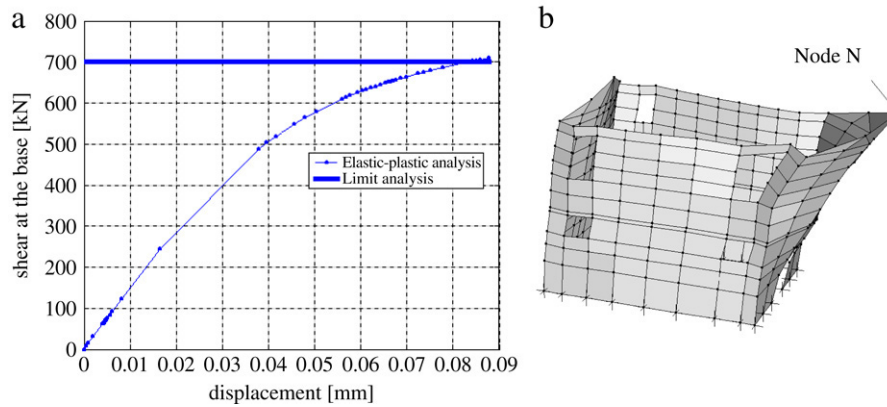 a
800
700
600
500
400
300
200
100
0
shear at the base [kN]
Elastic-plastic analysis
Limit analysis
0 0.01 0.02 0.03 0.04 0.05 0.06 0.07 0.08 0.09
displacement [mm]
b
Node N